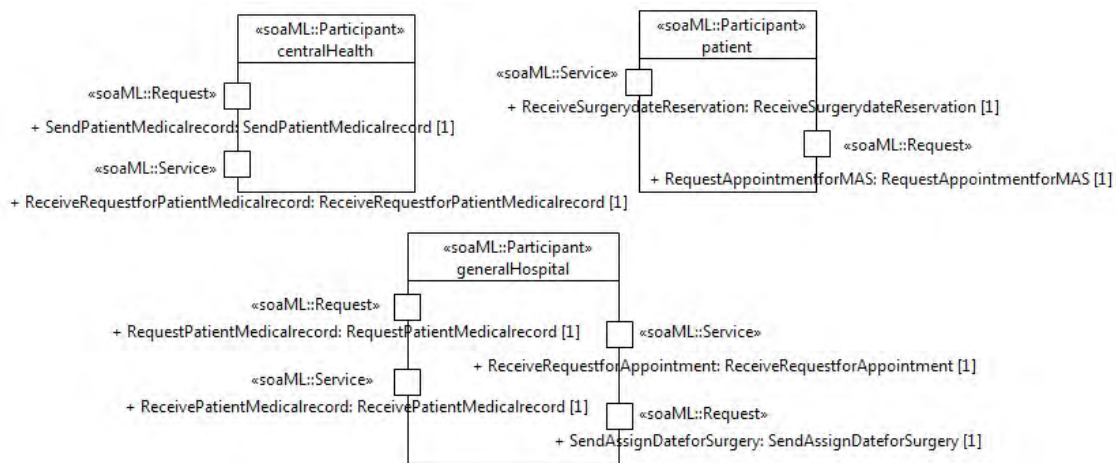 «soaML::Participant»
centralHealth
«soaML::Request»
+ SendPatientMedicalrecord: SendPatientMedicalrecord [1]
«soaML::Service»
+ ReceiveRequestforPatientMedicalrecord: ReceiveRequestforPatientMedicalrecord [1]
«soaML::Participant»
patient
«soaML::Service»
+ ReceiveSurgerydateReservation: ReceiveSurgerydateReservation [1]
«soaML::Request»
+ RequestAppointmentforMAS: RequestAppointmentforMAS [1]
«soaML::Participant»
generalHospital
«soaML::Request»
+ RequestPatientMedicalrecord: RequestPatientMedicalrecord [1]
«soaML::Service»
+ ReceivePatientMedicalrecord: ReceivePatientMedicalrecord [1]
«soaML::Service»
+ ReceiveRequestforAppointment: ReceiveRequestforAppointment [1]
«soaML::Request»
+ SendAssignDateforSurgery: SendAssignDateforSurgery [1]